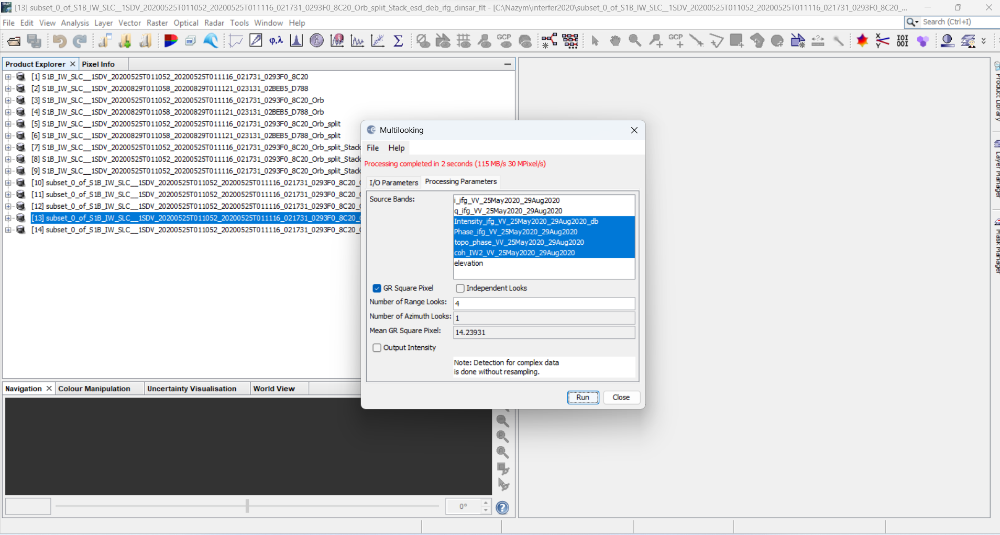 [13] subset_0_of_S1B_IW_SLC__1SDV_20200525T011052_20200525T011116_021731_0293F0_8C20_Orb_split_Stack_esd_deb_ifg_dinsar_flt - [C:\Nazym\interfer2020\subset_0_of_S1B_IW_SLC__1SDV_20200525T011052_20200525T011116_021731_0293F0_8C20_...
File Edit View Analysis Layer Vector Raster Optical Radar Tools Window Help
Search (Ctrl+I)
Product Explorer Pixel Info
[1] S1B_IW_SLC__1SDV_20200525T011052_20200525T011116_021731_0293F0_8C20
[2] S1B_IW_SLC__1SDV_20200829T011058_20200829T011121_023131_02BEB5_D788
[3] S1B_IW_SLC__1SDV_20200525T011052_20200525T011116_021731_0293F0_8C20_Orb
[4] S1B_IW_SLC__1SDV_20200829T011058_20200829T011121_023131_02BEB5_D788_Orb
[5] S1B_IW_SLC__1SDV_20200525T011052_20200525T011116_021731_0293F0_8C20_Orb_split
[6] S1B_IW_SLC__1SDV_20200829T011058_20200829T011121_023131_02BEB5_D788_Orb_split
[7] S1B_IW_SLC__1SDV_20200525T011052_20200525T011116_021731_0293F0_8C20_Orb_split_Stack
[8] S1B_IW_SLC__1SDV_20200525T011052_20200525T011116_021731_0293F0_8C20_Orb_split_Stack
[9] S1B_IW_SLC__1SDV_20200525T011052_20200525T011116_021731_0293F0_8C20_Orb_split_Stack
[10] subset_0_of_S1B_IW_SLC__1SDV_20200525T011052_20200525T011116_021731_0293F0_8C20_
[11] subset_0_of_S1B_IW_SLC__1SDV_20200525T011052_20200525T011116_021731_0293F0_8C20_
[12] subset_0_of_S1B_IW_SLC__1SDV_20200525T011052_20200525T011116_021731_0293F0_8C20_
[13] subset_0_of_S1B_IW_SLC__1SDV_20200525T011052_20200525T011116_021731_0293F0_8C20_
[14] subset_0_of_S1B_IW_SLC__1SDV_20200525T011052_20200525T011116_021731_0293F0_8C20_
Multilooking
File Help
Processing completed in 2 seconds (115 MB/s 30 MPixel/s)
I/O Parameters Processing Parameters
Source Bands:
i_ifg_VV_25May2020_29Aug2020
q_ifg_VV_25May2020_29Aug2020
Intensity_ifg_VV_25May2020_29Aug2020_db
Phase_ifg_VV_25May2020_29Aug2020
topo_phase_VV_25May2020_29Aug2020
coh_IW2_VV_25May2020_29Aug2020
elevation
GR Square Pixel Independent Looks
Number of Range Looks: 4
Number of Azimuth Looks: 1
Mean GR Square Pixel: 14.23931
Output Intensity
Note: Detection for complex data
is done without resampling.
Run Close
Navigation Colour Manipulation Uncertainty Visualisation World View
0°
Product Library
Layer Manager
Mask Manager
φ,λ
GCP
GCP
Σ